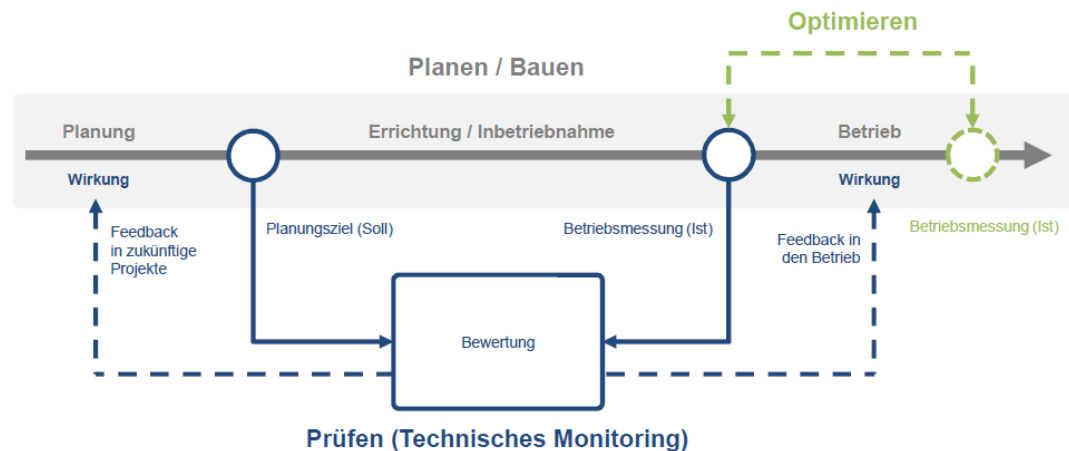 Optimieren
Planen / Bauen
Planung
Errichtung / Inbetriebnahme
Betrieb
Wirkung
Wirkung
Feedback
in zukünftige
Projekte
Planungsziel (Soll)
Betriebsmessung (Ist)
Feedback in
den Betrieb
Betriebsmessung (Ist)
Bewertung
Prüfen (Technisches Monitoring)